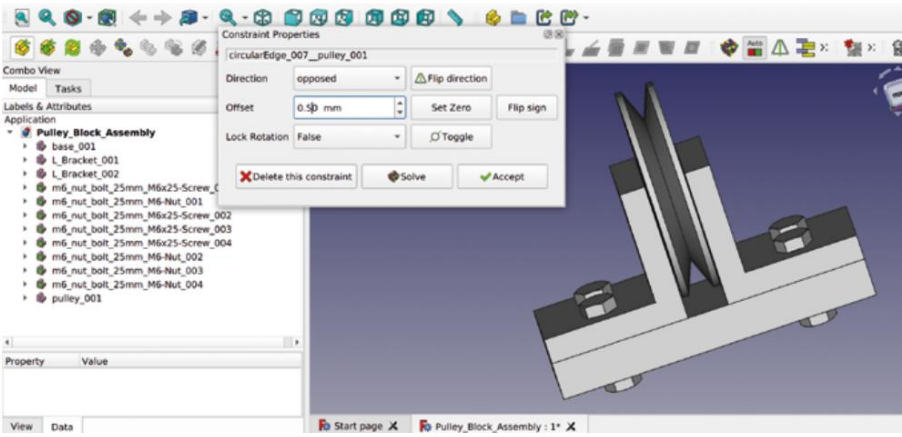 Constraint Properties
circularEdge_007__pulley_001
Direction opposed Flip direction
Offset 0.50 mm Set Zero Flip sign
Lock Rotation False Toggle
Delete this constraint Solve Accept
Auto
Combo View
Model Tasks
Labels & Attributes
Application
Pulley_Block_Assembly
base_001
L_Bracket_001
L_Bracket_002
m6_nut_bolt_25mm_M6x25-Screw_0
m6_nut_bolt_25mm_M6-Nut_001
m6_nut_bolt_25mm_M6x25-Screw_002
m6_nut_bolt_25mm_M6x25-Screw_003
m6_nut_bolt_25mm_M6x25-Screw_004
m6_nut_bolt_25mm_M6-Nut_002
m6_nut_bolt_25mm_M6-Nut_003
m6_nut_bolt_25mm_M6-Nut_004
pulley_001
Property Value
View Data
Start page X Pulley_Block_Assembly : 1* X